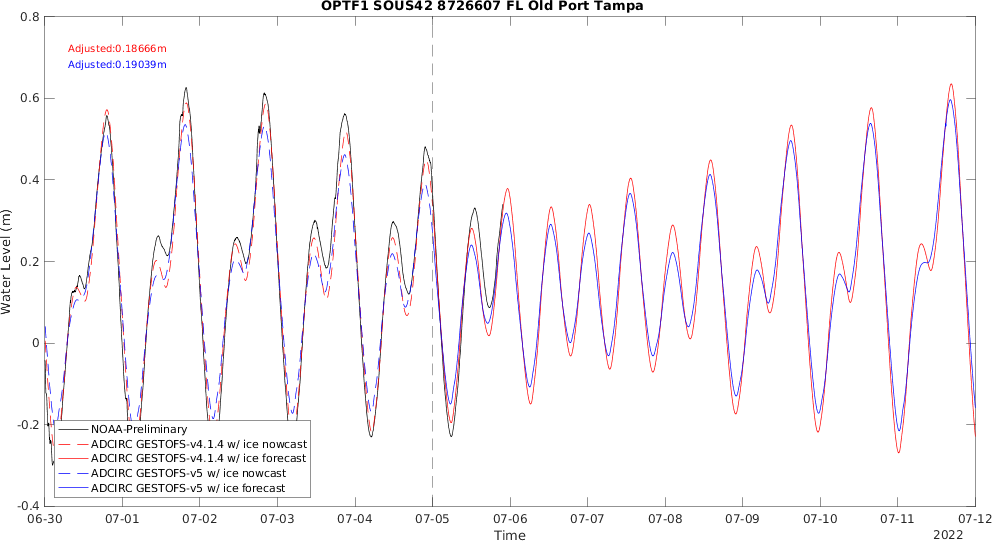 OPTF1 SOUS42 8726607 FL Old Port Tampa
Adjusted:0.18666m
Adjusted:0.19039m
Water Level (m)
0.8
0.6
0.4
0.2
0
-0.2
-0.4
NOAA-Preliminary
ADCIRC GESTOFS-v4.1.4 w/ ice nowcast
ADCIRC GESTOFS-v4.1.4 w/ ice forecast
ADCIRC GESTOFS-v5 w/ ice nowcast
ADCIRC GESTOFS-v5 w/ ice forecast
06-30 07-01 07-02 07-03 07-04 07-05 07-06 07-07 07-08 07-09 07-10 07-11 07-12
Time
2022